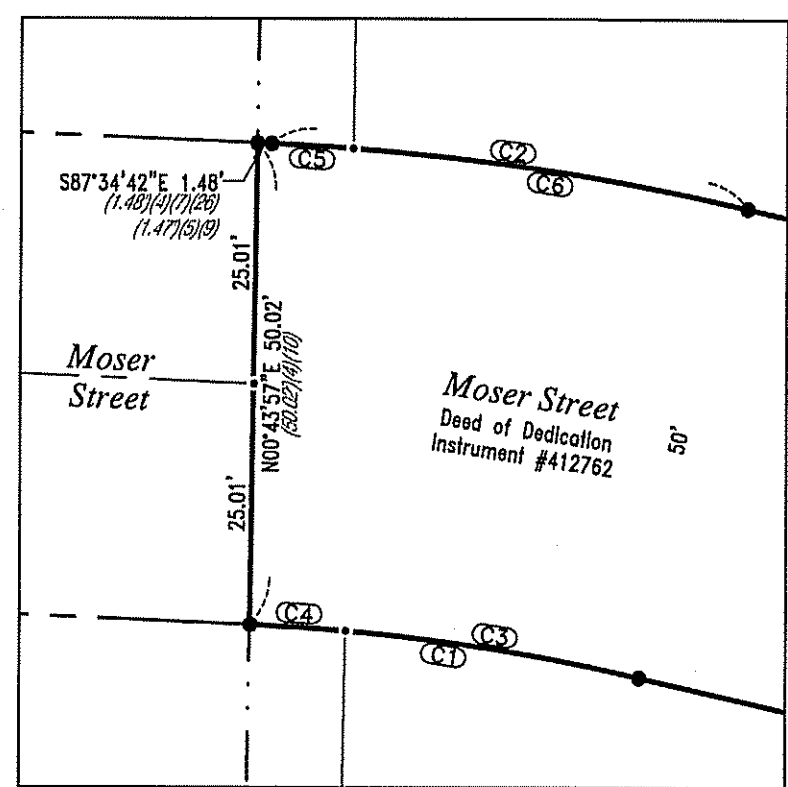 C2
C5
C6
S87°34'42"E 1.48'
(1.48)(4)(7)(26)
(1.47)(5)(9)
25.01'
N00°43'57"E 50.02'
(50.02)(4)(10)
Moser
Street
Moser Street
Deed of Dedication
Instrument #412762
50'
25.01'
C4
C3
C1